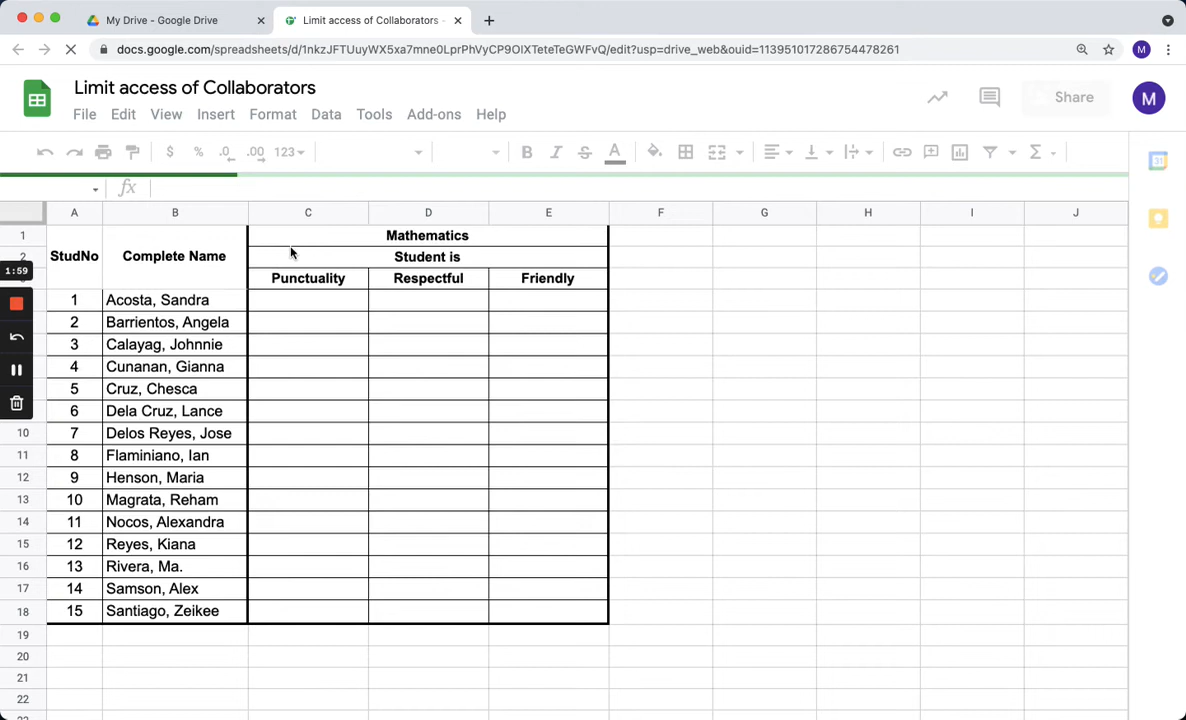 My Drive - Google Drive
Limit access of Collaborators -
docs.google.com/spreadsheets/d/1nkzJFTUuyWX5xa7mne0LprPhVyCP9OlXTeteTeGWFvQ/edit?usp=drive_web&ouid=113951017286754478261
M
Limit access of Collaborators
File Edit View Insert Format Data Tools Add-ons Help
Share
M
$ % .0 .00 123 B I S A Σ
31
fx
A B C D E F G H I J
1 Mathematics
2 StudNo Complete Name Student is
1:59
Punctuality Respectful Friendly
1 Acosta, Sandra
2 Barrientos, Angela
3 Calayag, Johnnie
4 Cunanan, Gianna
5 Cruz, Chesca
6 Dela Cruz, Lance
10 7 Delos Reyes, Jose
11 8 Flaminiano, Ian
12 9 Henson, Maria
13 10 Magrata, Reham
14 11 Nocos, Alexandra
15 12 Reyes, Kiana
16 13 Rivera, Ma.
17 14 Samson, Alex
18 15 Santiago, Zeikee
19
20
21
22